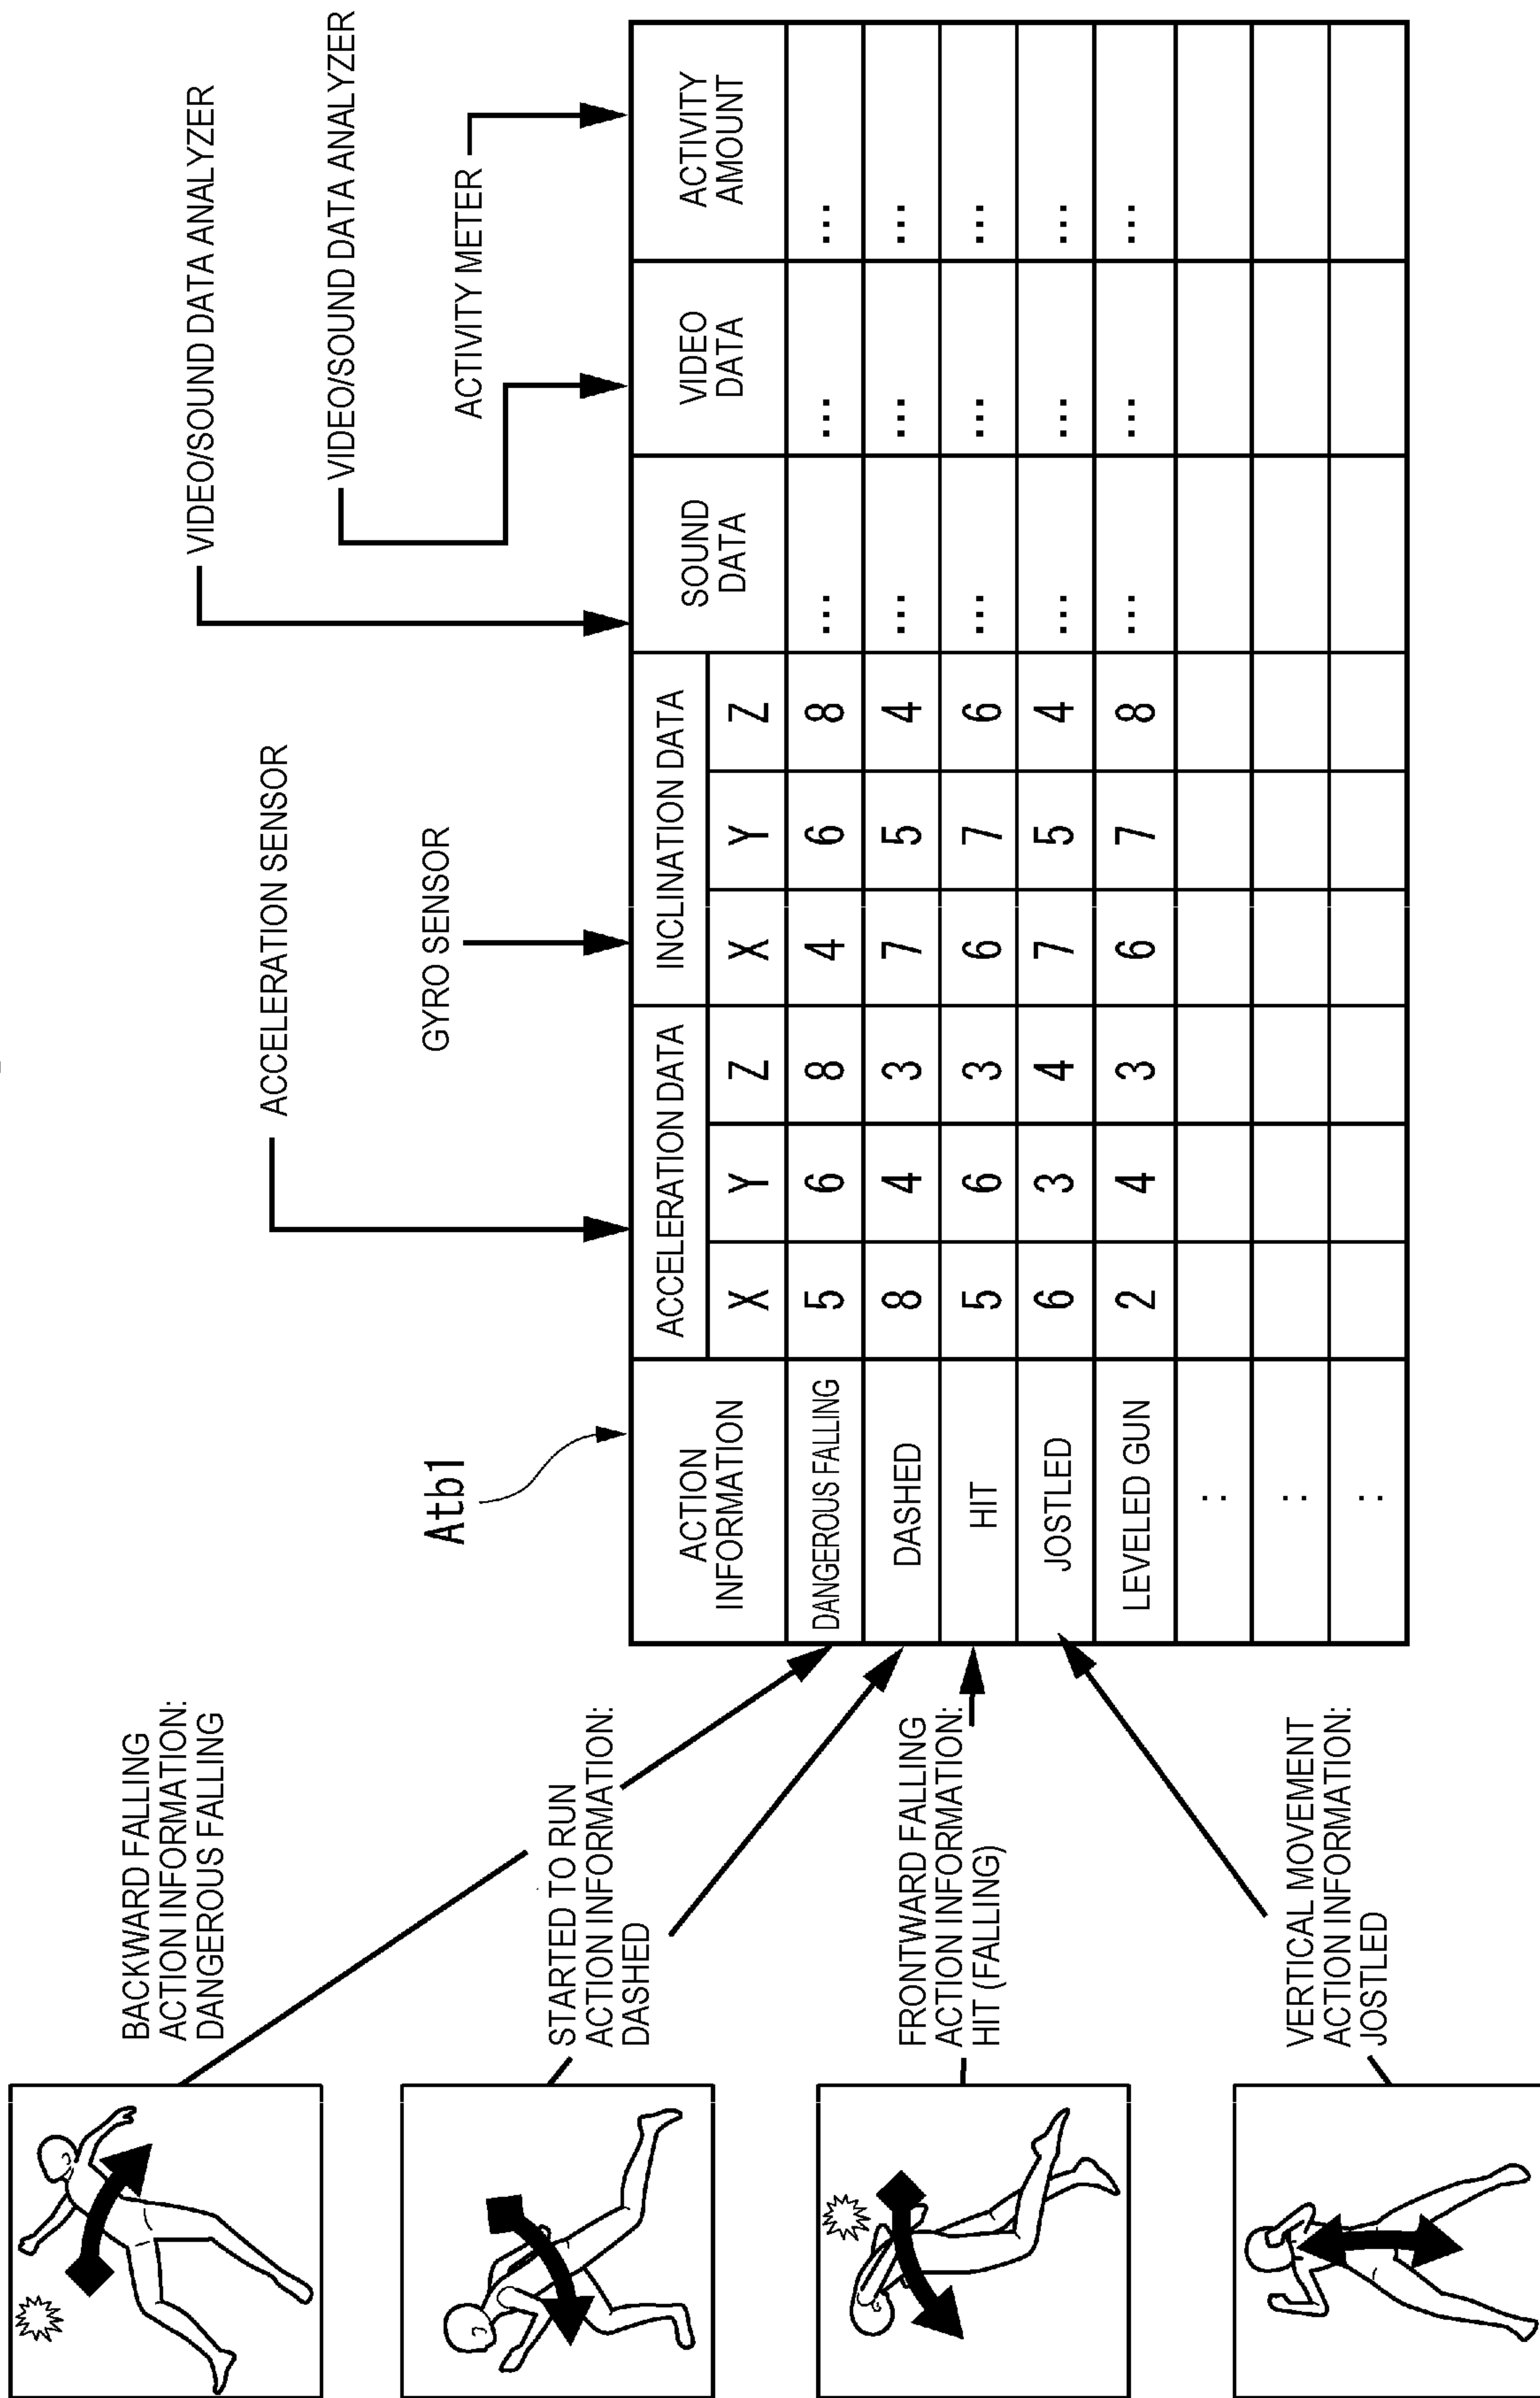 BACKWARD FALLING
ACTION INFORMATION:
DANGEROUS FALLING
STARTED TO RUN
ACTION INFORMATION:
DASHED
FRONTWARD FALLING
ACTION INFORMATION:
HIT (FALLING)
VERTICAL MOVEMENT
ACTION INFORMATION:
JOSTLED
Atb1
ACCELERATION SENSOR
GYRO SENSOR
VIDEO/SOUND DATA ANALYZER
VIDEO/SOUND DATA ANALYZER
ACTIVITY METER
ACTION INFORMATION ACCELERATION DATA INCLINATION DATA SOUND DATA VIDEO DATA ACTIVITY AMOUNT
X Y Z X Y Z
DANGEROUS FALLING 5 6 8 4 6 8 ... ... ...
DASHED 8 4 3 7 5 4 ... ... ...
HIT 5 6 3 6 7 6 ... ... ...
JOSTLED 6 3 4 7 5 4 ... ... ...
LEVELED GUN 2 4 3 6 7 8 ... ... ...
:
:
: